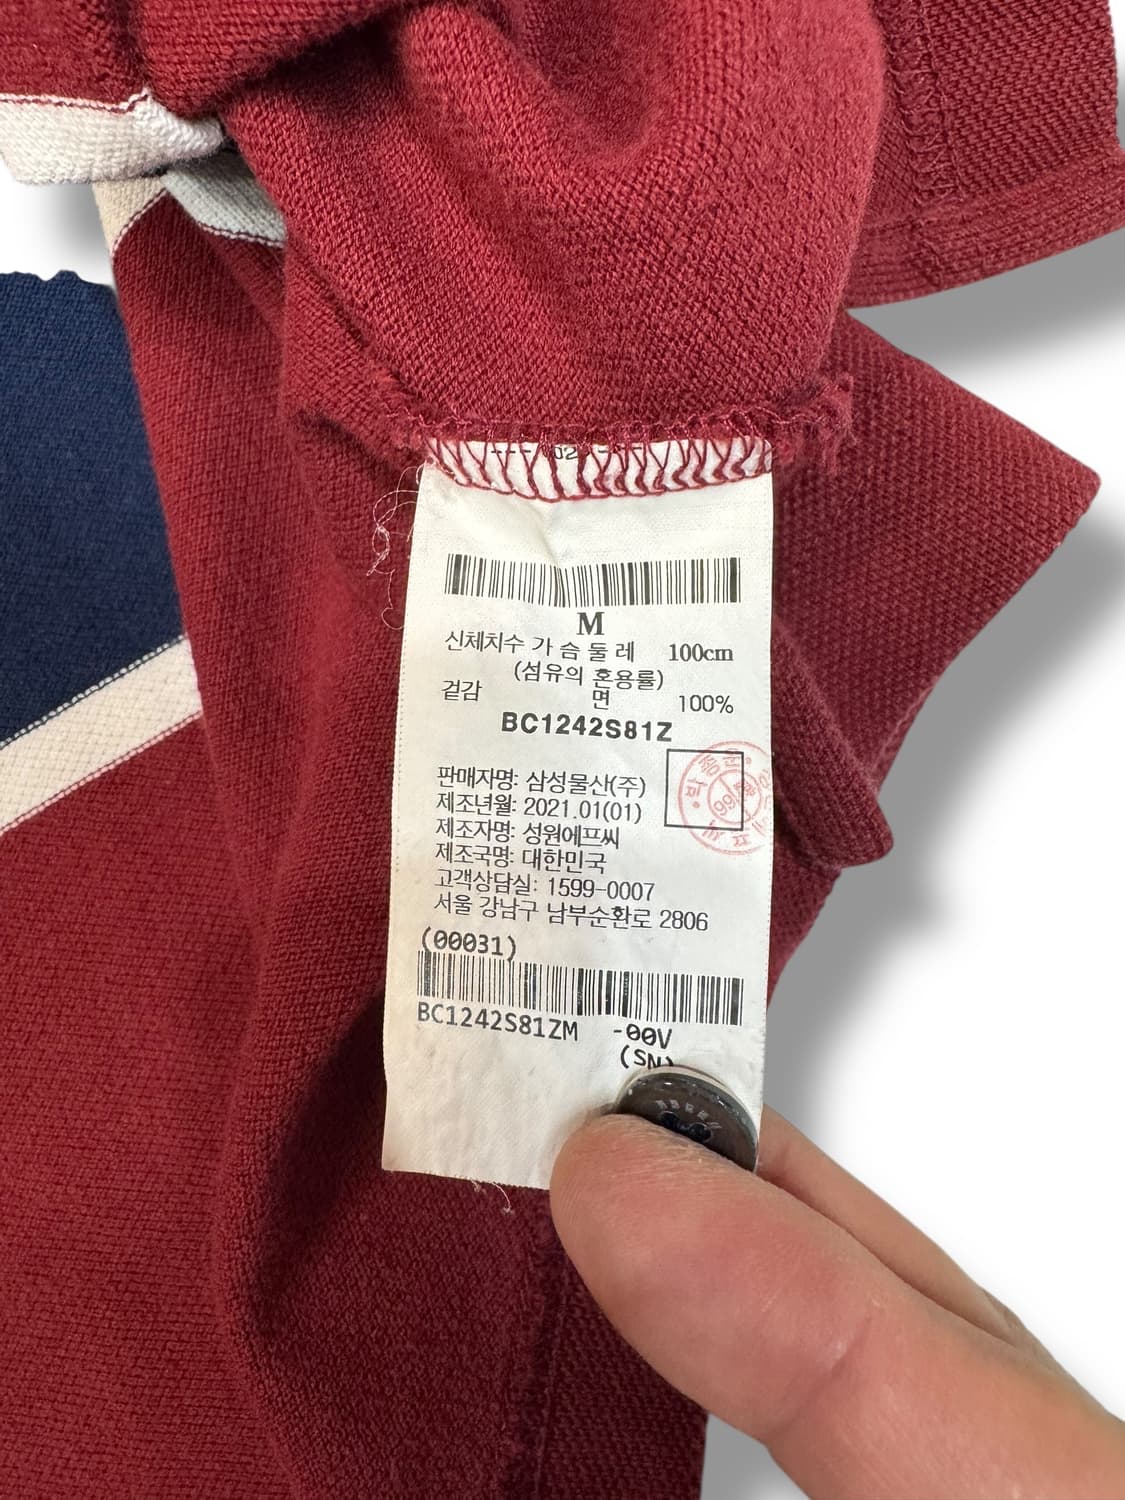 M
신체치수 가 슴 둘 레 100cm
(섬유의 혼용률)
겉감 면 100%
BC1242S81Z
판매자명: 삼성물산(주)
제조년월: 2021.01(01)
제조자명: 성원에프씨
제조국명: 대한민국
고객상담실: 1599-0007
서울 강남구 남부순환로 2806
(00031)
BC1242S81ZM -00V
(SN)